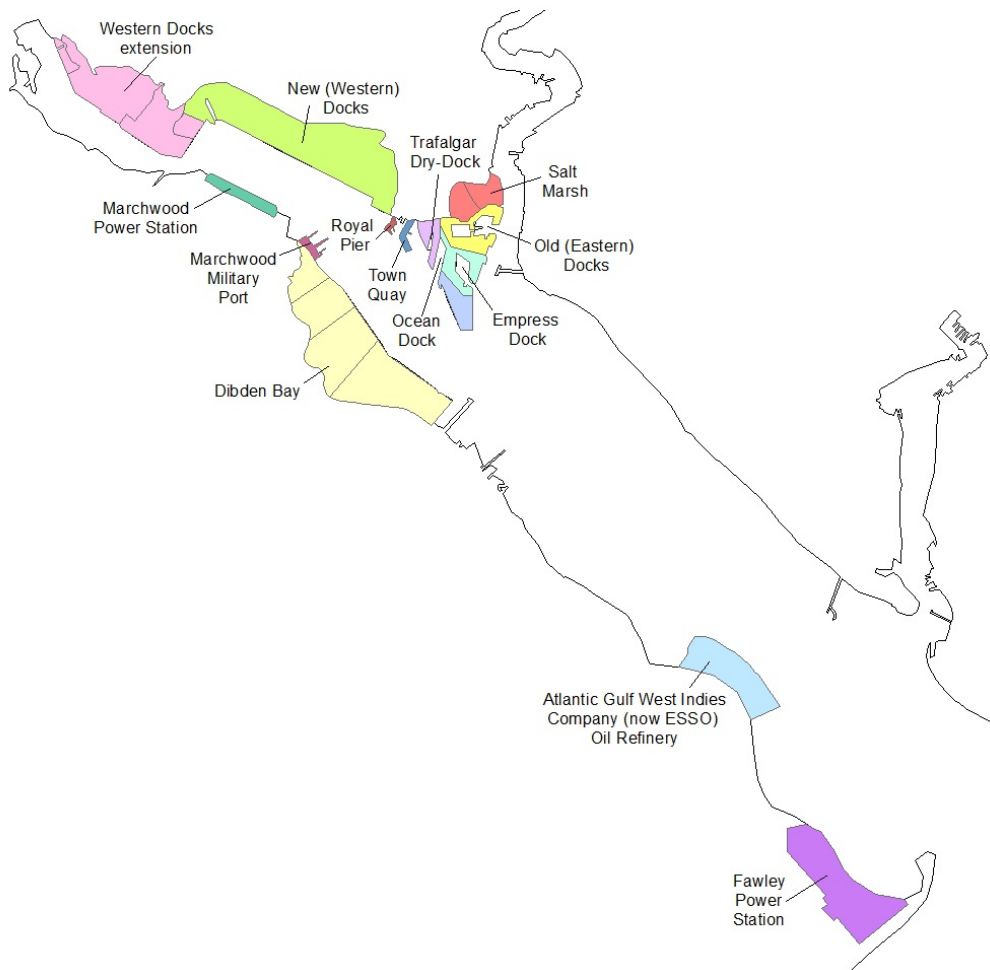 Western Docks
extension
New (Western)
Docks
Trafalgar
Dry-Dock
Salt
Marsh
Marchwood
Power Station
Royal
Pier
Old (Eastern)
Docks
Marchwood
Military
Port
Town
Quay
Ocean
Dock
Empress
Dock
Dibden Bay
Atlantic Gulf West Indies
Company (now ESSO)
Oil Refinery
Fawley
Power
Station